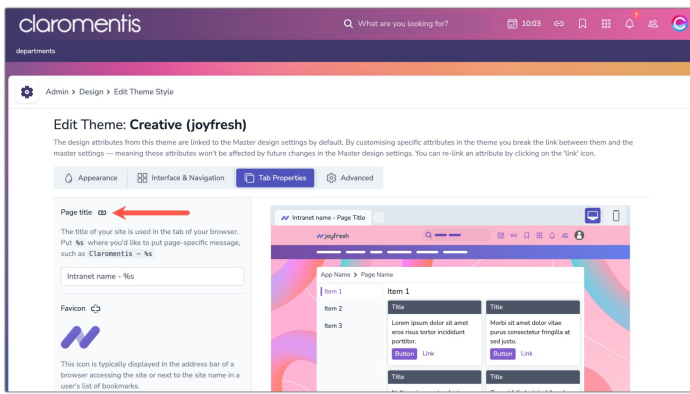 claromentis
What are you looking for?
10:03
7
departments
Admin > Design > Edit Theme Style
Edit Theme: Creative (joyfresh)
The design attributes from this theme are linked to the Master design settings by default. By customising specific attributes in the theme you break the link between them and the
master settings — meaning these attributes won't be affected by future changes in the Master design settings. You can re-link an attribute by clicking on the 'link' icon.
Appearance
Interface & Navigation
Tab Properties
Advanced
Page title
The title of your site is used in the tab of your browser.
Put %s where you'd like to put page-specific message,
such as Claromentis - %s
Intranet name - %s
Favicon
This icon is typically displayed in the address bar of a
browser accessing the site or next to the site name in a
user's list of bookmarks.
Intranet name - Page Title
joyfresh
App Name > Page Name
Item 1
Item 2
Item 3
Item 1
Title
Lorem ipsum dolor sit amet
eros risus tortor incididunt
porttitor.
Button Link
Title
Morbi sit amet dolor vitae
purus consectetur fringilla at
sed justo.
Button Link
Title
Title